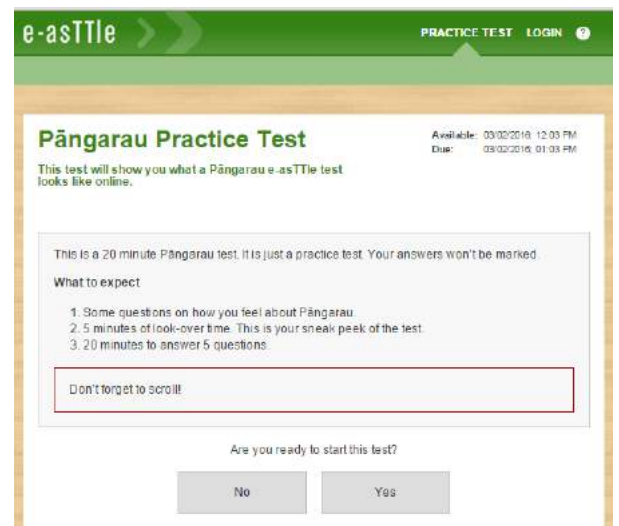 e-asTTle
PRACTICE TEST LOGIN ?
Pāngarau Practice Test
Available: 03/02/2016, 12:03 PM
Due: 03/02/2016, 01:03 PM
This test will show you what a Pāngarau e-asTTle test
looks like online.
This is a 20 minute Pāngarau test. It is just a practice test. Your answers won't be marked.
What to expect
1. Some questions on how you feel about Pāngarau.
2. 5 minutes of look-over time. This is your sneak peek of the test.
3. 20 minutes to answer 5 questions.
Don't forget to scroll!
Are you ready to start this test?
No Yes